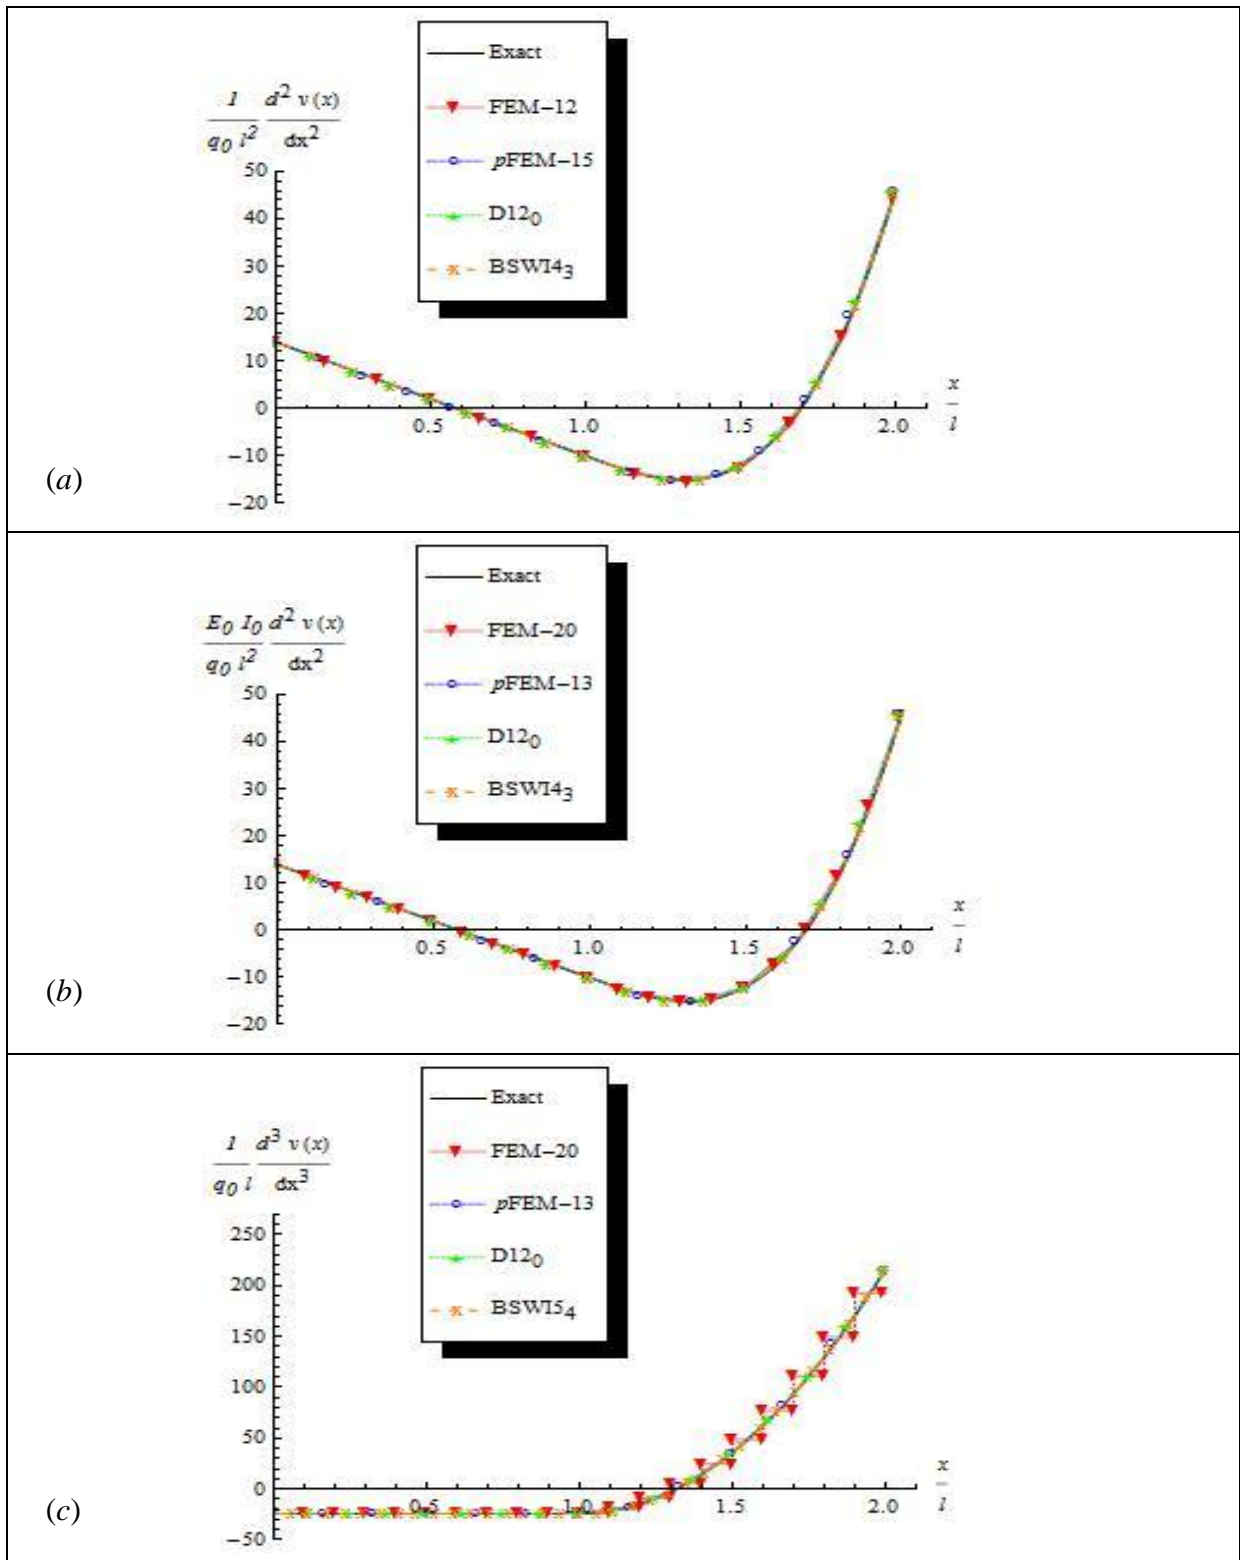 Exact
FEM−12
pFEM−15
D12₀
BSWI4₃
1/(q₀ l²) d² v(x)/dx²
50
40
30
20
10
0
−10
−20
0.5 1.0 1.5 2.0
x/l
(a)
Exact
FEM−20
pFEM−13
D12₀
BSWI4₃
E₀ I₀/(q₀ l²) d² v(x)/dx²
50
40
30
20
10
0
−10
−20
0.5 1.0 1.5 2.0
x/l
(b)
Exact
FEM−20
pFEM−13
D12₀
BSWI5₄
1/(q₀ l) d³ v(x)/dx³
250
200
150
100
50
0
−50
0.5 1.0 1.5 2.0
x/l
(c)